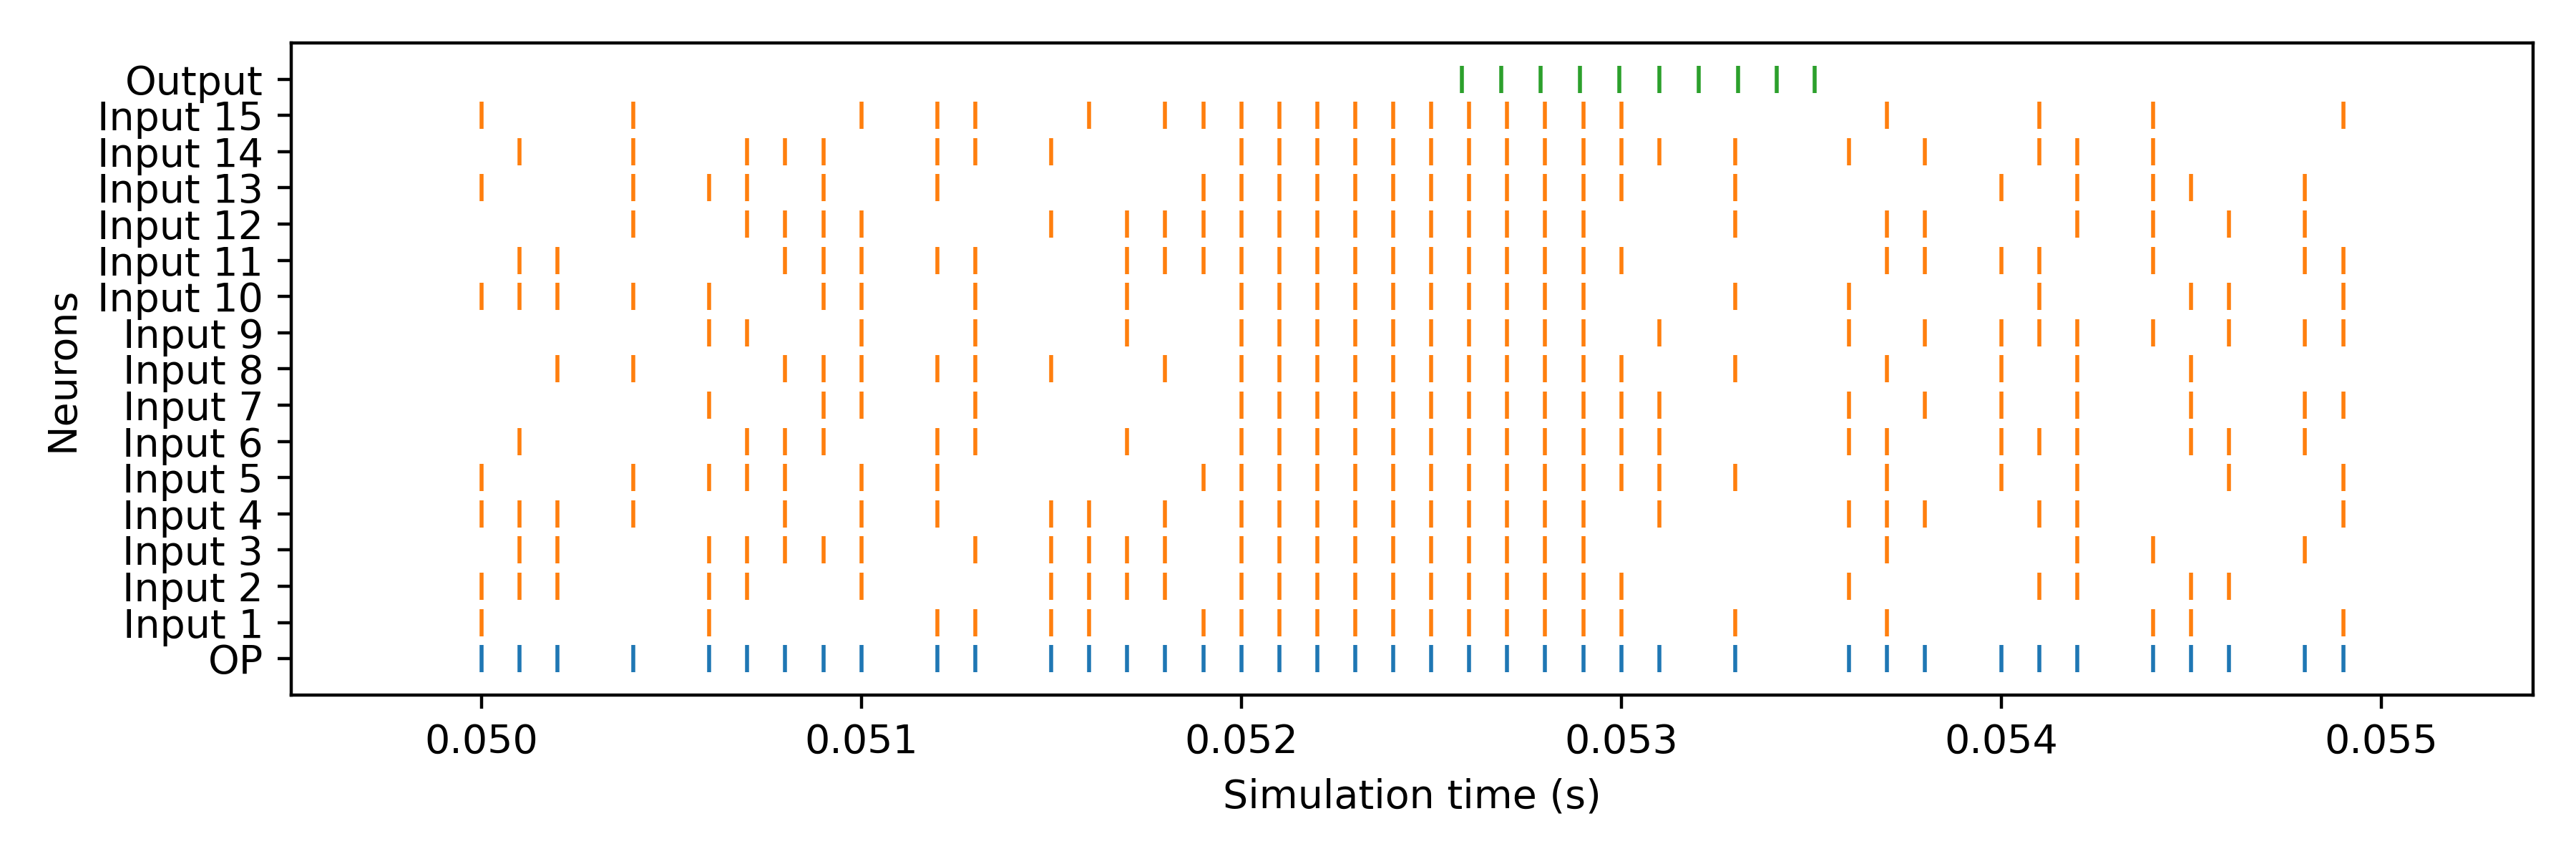 Output
Input 15
Input 14
Input 13
Input 12
Input 11
Input 10
Input 9
Input 8
Input 7
Input 6
Input 5
Input 4
Input 3
Input 2
Input 1
OP
Neurons
0.050 0.051 0.052 0.053 0.054 0.055
Simulation time (s)